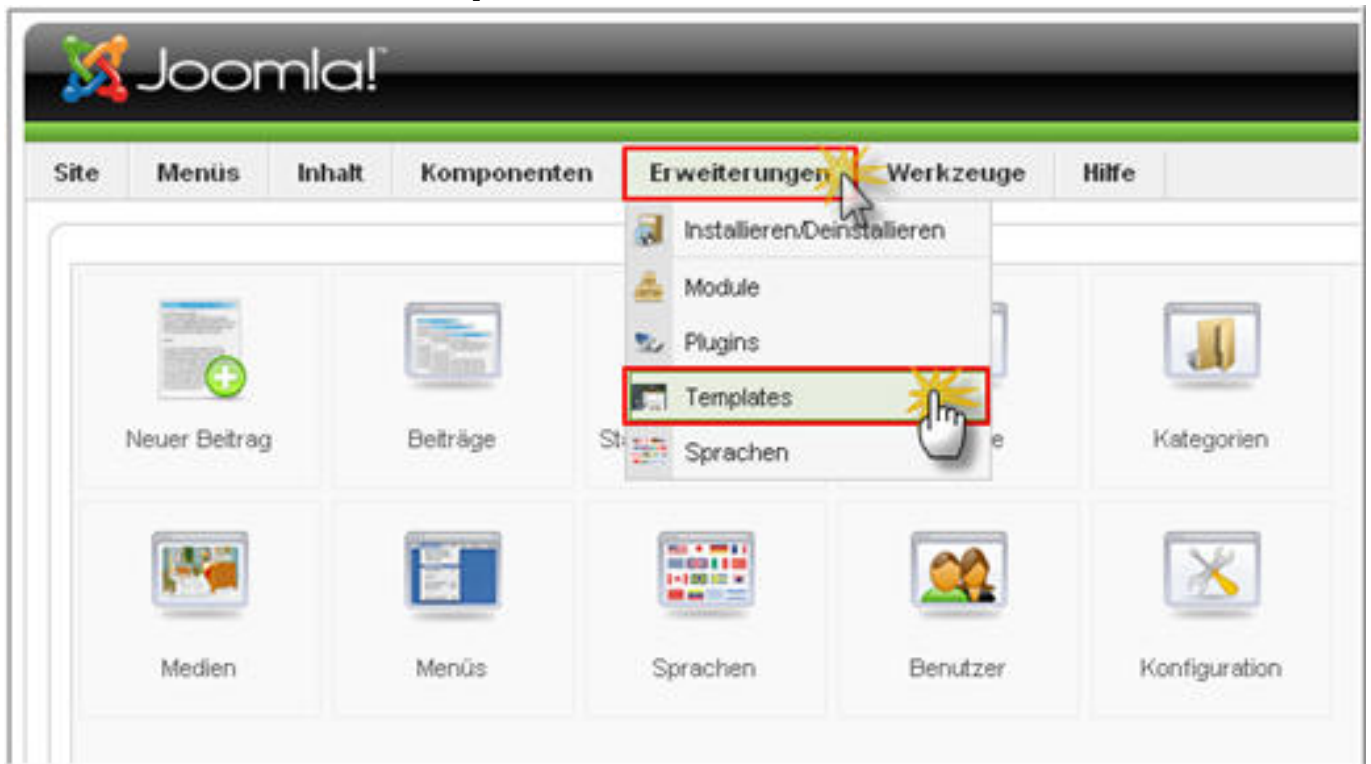 Joomla!
Site Menüs Inhalt Komponenten Erweiterungen Werkzeuge Hilfe
Installieren/Deinstallieren
Module
Plugins
Templates
Sprachen
Neuer Beitrag Beiträge Kategorien
Medien Menüs Sprachen Benutzer Konfiguration